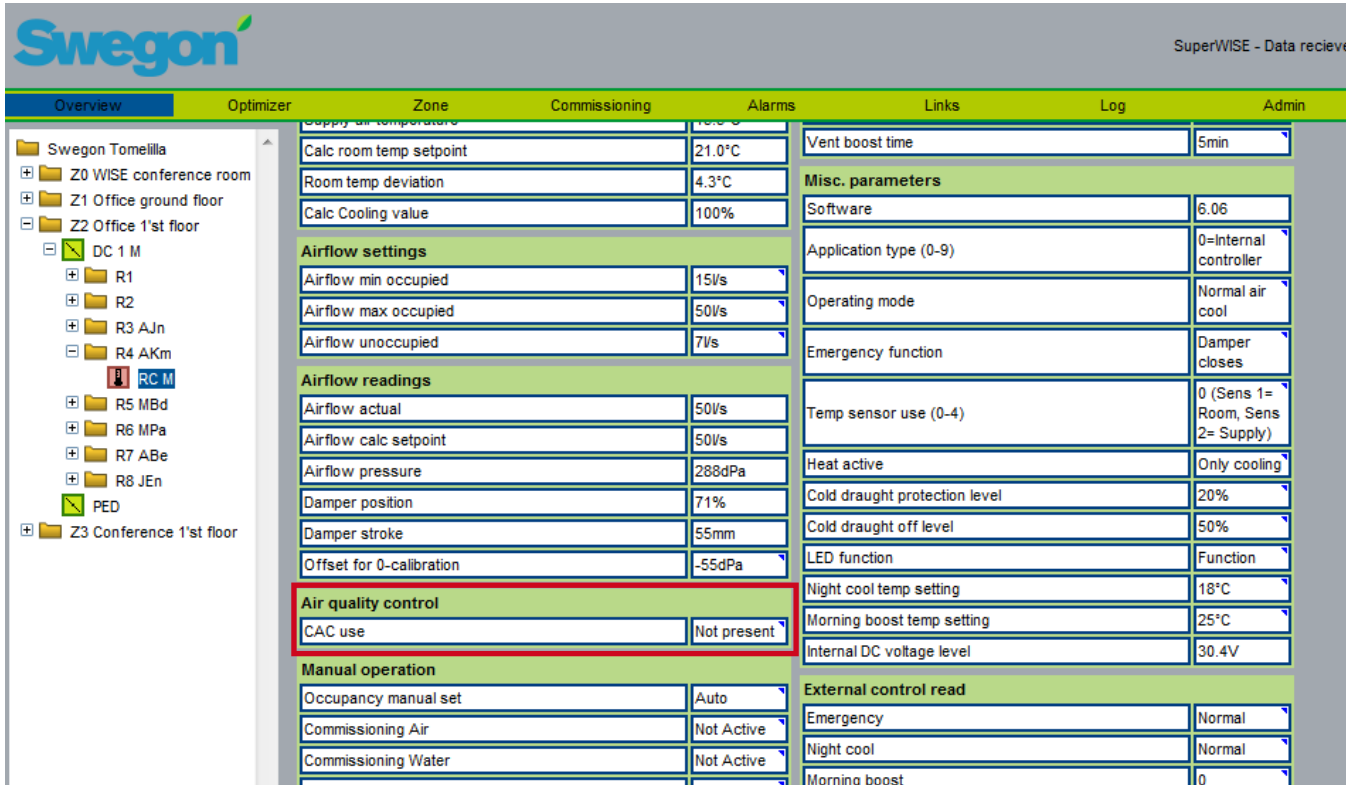 Swegon
SuperWISE - Data recieve
Overview Optimizer Zone Commissioning Alarms Links Log Admin
Swegon Tomelilla
Z0 WISE conference room
Z1 Office ground floor
Z2 Office 1'st floor
DC 1 M
R1
R2
R3 AJn
R4 AKm
RC M
R5 MBd
R6 MPa
R7 ABe
R8 JEn
PED
Z3 Conference 1'st floor
Supply air temperature
Calc room temp setpoint 21.0°C
Room temp deviation 4.3°C
Calc Cooling value 100%
Airflow settings
Airflow min occupied 15l/s
Airflow max occupied 50l/s
Airflow unoccupied 7l/s
Airflow readings
Airflow actual 50l/s
Airflow calc setpoint 50l/s
Airflow pressure 288dPa
Damper position 71%
Damper stroke 55mm
Offset for 0-calibration -55dPa
Air quality control
CAC use Not present
Manual operation
Occupancy manual set Auto
Commissioning Air Not Active
Commissioning Water Not Active
Vent boost time 5min
Misc. parameters
Software 6.06
Application type (0-9) 0=Internal
controller
Operating mode Normal air
cool
Emergency function Damper
closes
Temp sensor use (0-4) 0 (Sens 1=
Room, Sens
2= Supply)
Heat active Only cooling
Cold draught protection level 20%
Cold draught off level 50%
LED function Function
Night cool temp setting 18°C
Morning boost temp setting 25°C
Internal DC voltage level 30.4V
External control read
Emergency Normal
Night cool Normal
Morning boost 0